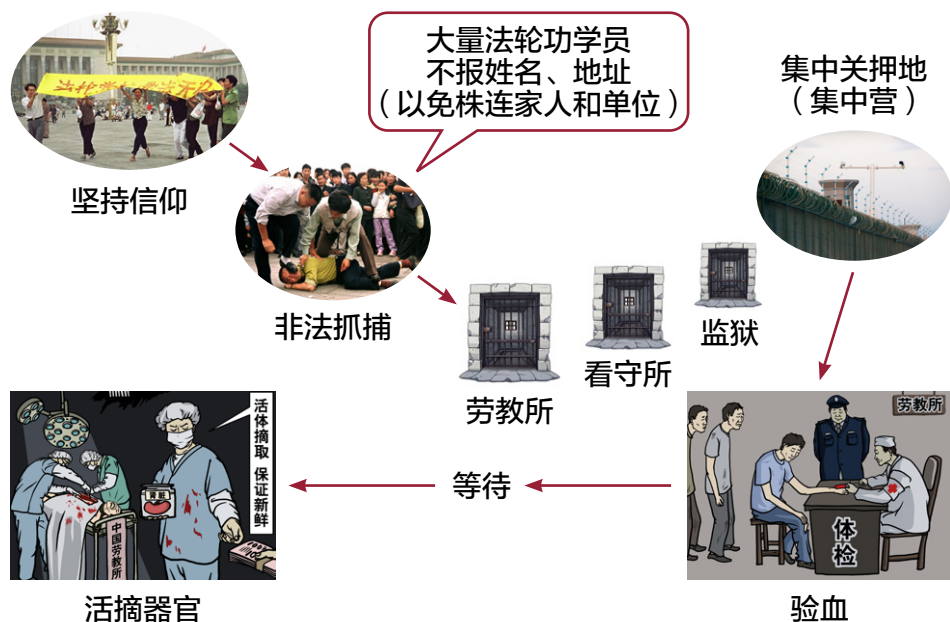 坚持信仰
大量法轮功学员
不报姓名、地址
（以免株连家人和单位）
集中关押地
（集中营）
非法抓捕
劳教所
看守所
监狱
劳教所
体检
验血
等待
活体摘取 保证新鲜
肾脏
中国劳教所
活摘器官